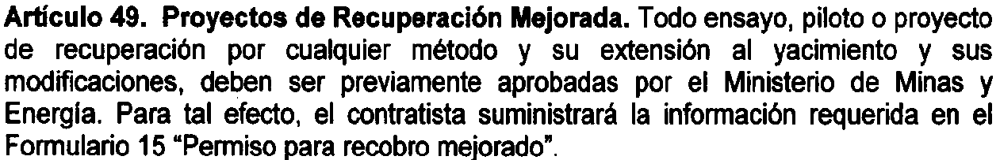 Artículo 49. Proyectos de Recuperación Mejorada. Todo ensayo, piloto o proyecto
de recuperación por cualquier método y su extensión al yacimiento y sus
modificaciones, deben ser previamente aprobadas por el Ministerio de Minas y
Energía. Para tal efecto, el contratista suministrará la información requerida en el
Formulario 15 "Permiso para recobro mejorado".